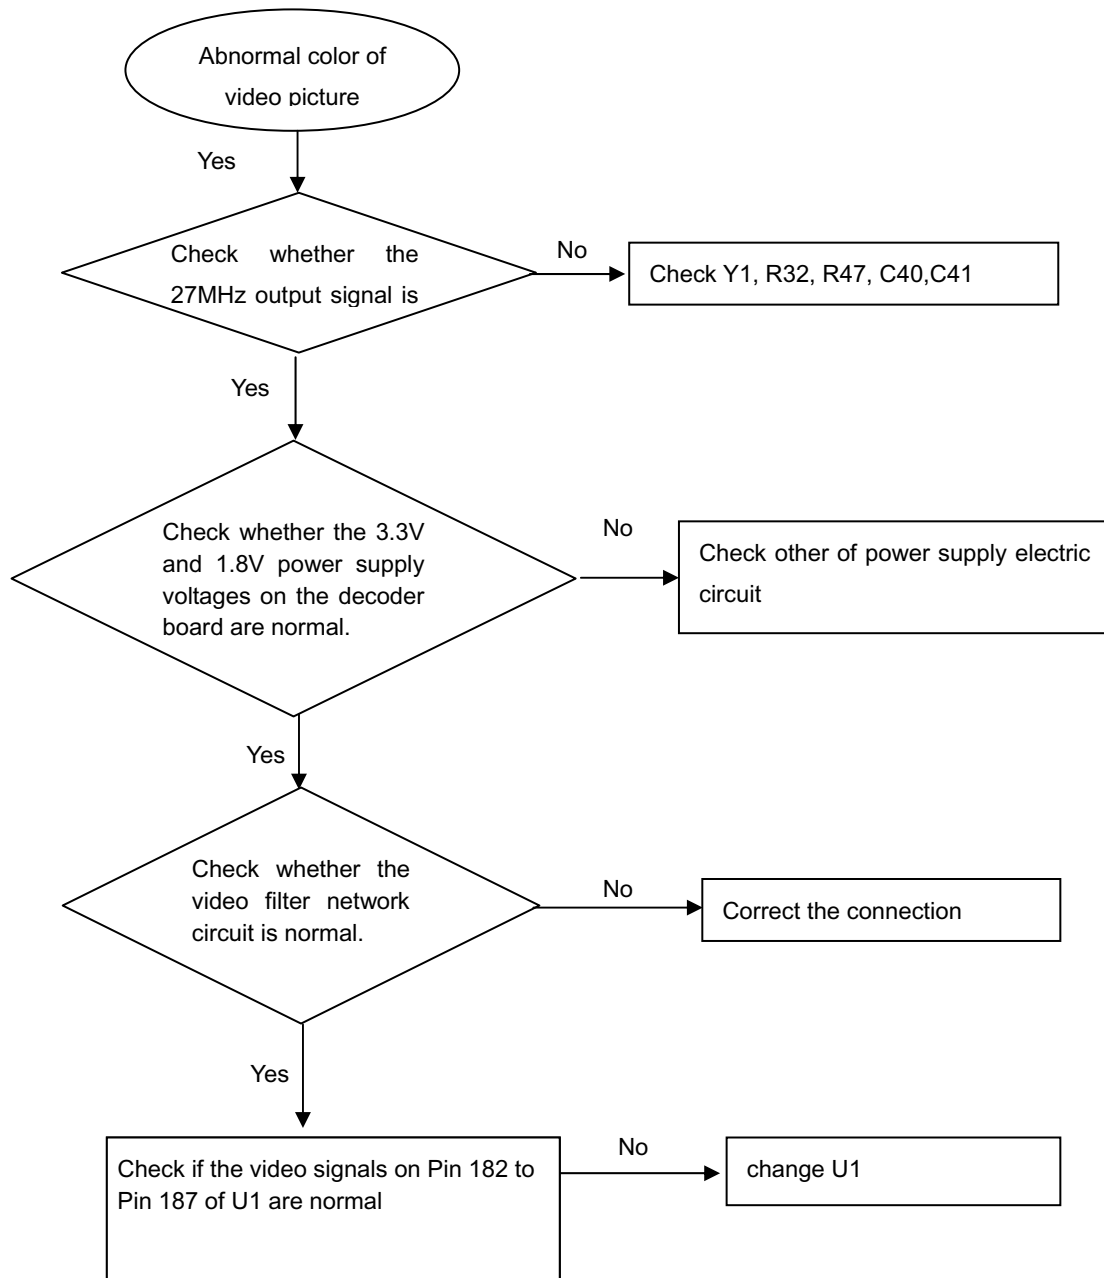 Abnormal color of
video picture
Yes
Check whether the
27MHz output signal is
No
Check Y1, R32, R47, C40,C41
Yes
Check whether the 3.3V
and 1.8V power supply
voltages on the decoder
board are normal.
No
Check other of power supply electric
circuit
Yes
Check whether the
video filter network
circuit is normal.
No
Correct the connection
Yes
Check if the video signals on Pin 182 to
Pin 187 of U1 are normal
No
change U1